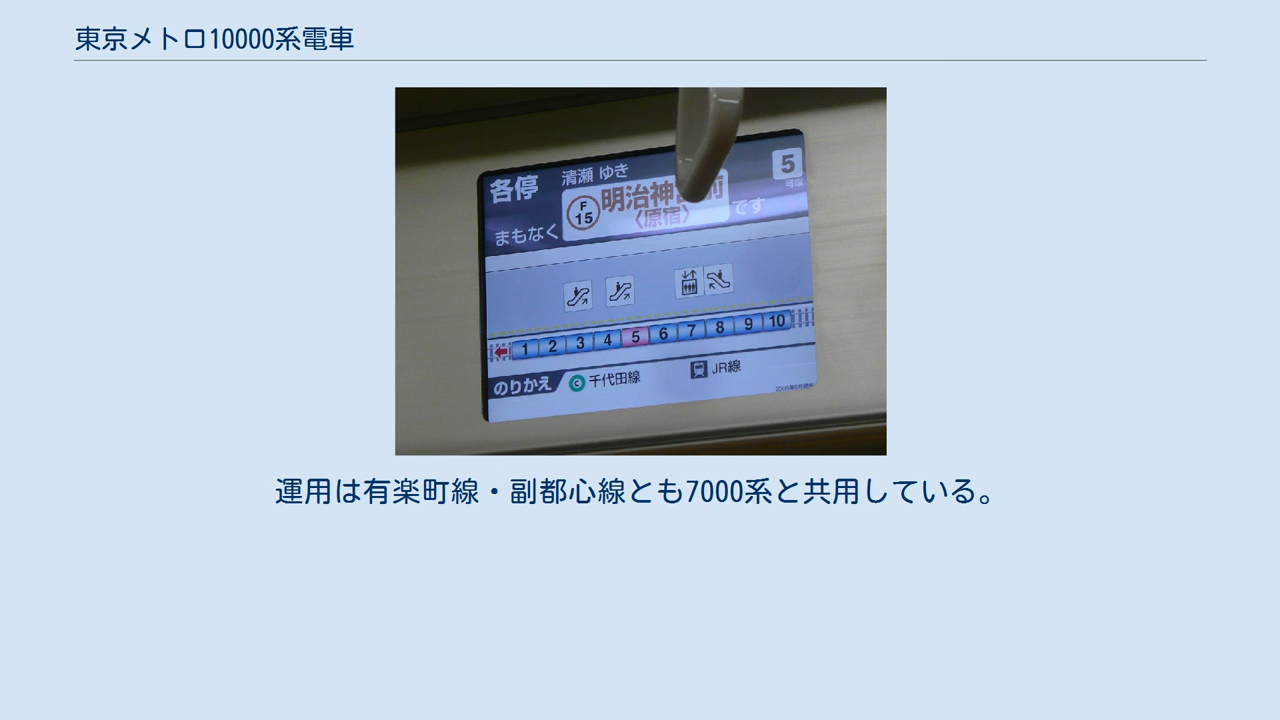 東京メトロ10000系電車
各停
清瀬 ゆき
5
号車
まもなく
F
15
明治神宮前
〈原宿〉
です
1 2 3 4 5 6 7 8 9 10
のりかえ
C 千代田線
JR線
運用は有楽町線・副都心線とも7000系と共用している。